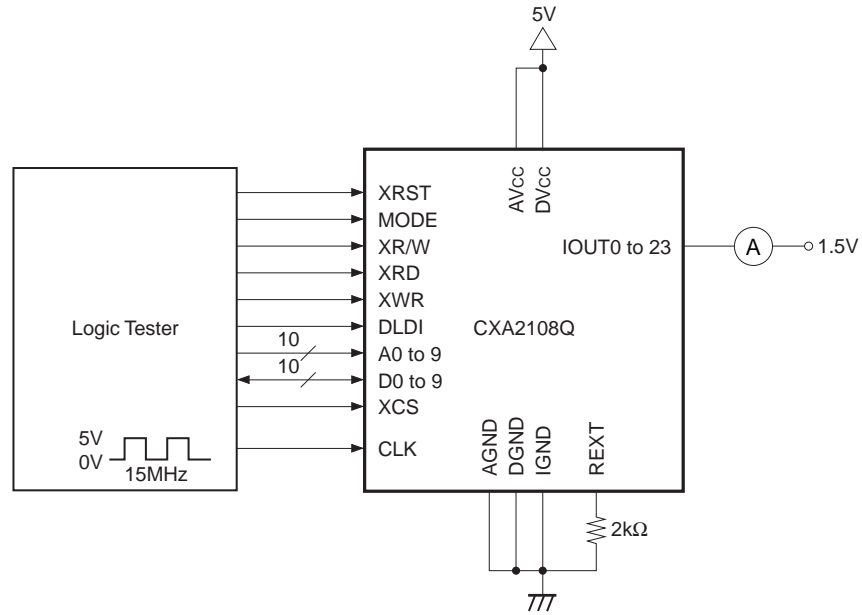 5V
AVCC
DVCC
XRST
MODE
XR/W
XRD
XWR
DLDI
10
A0 to 9
10
D0 to 9
XCS
CLK
Logic Tester
5V
0V
15MHz
CXA2108Q
IOUT0 to 23
A
1.5V
AGND
DGND
IGND
REXT
2kΩ